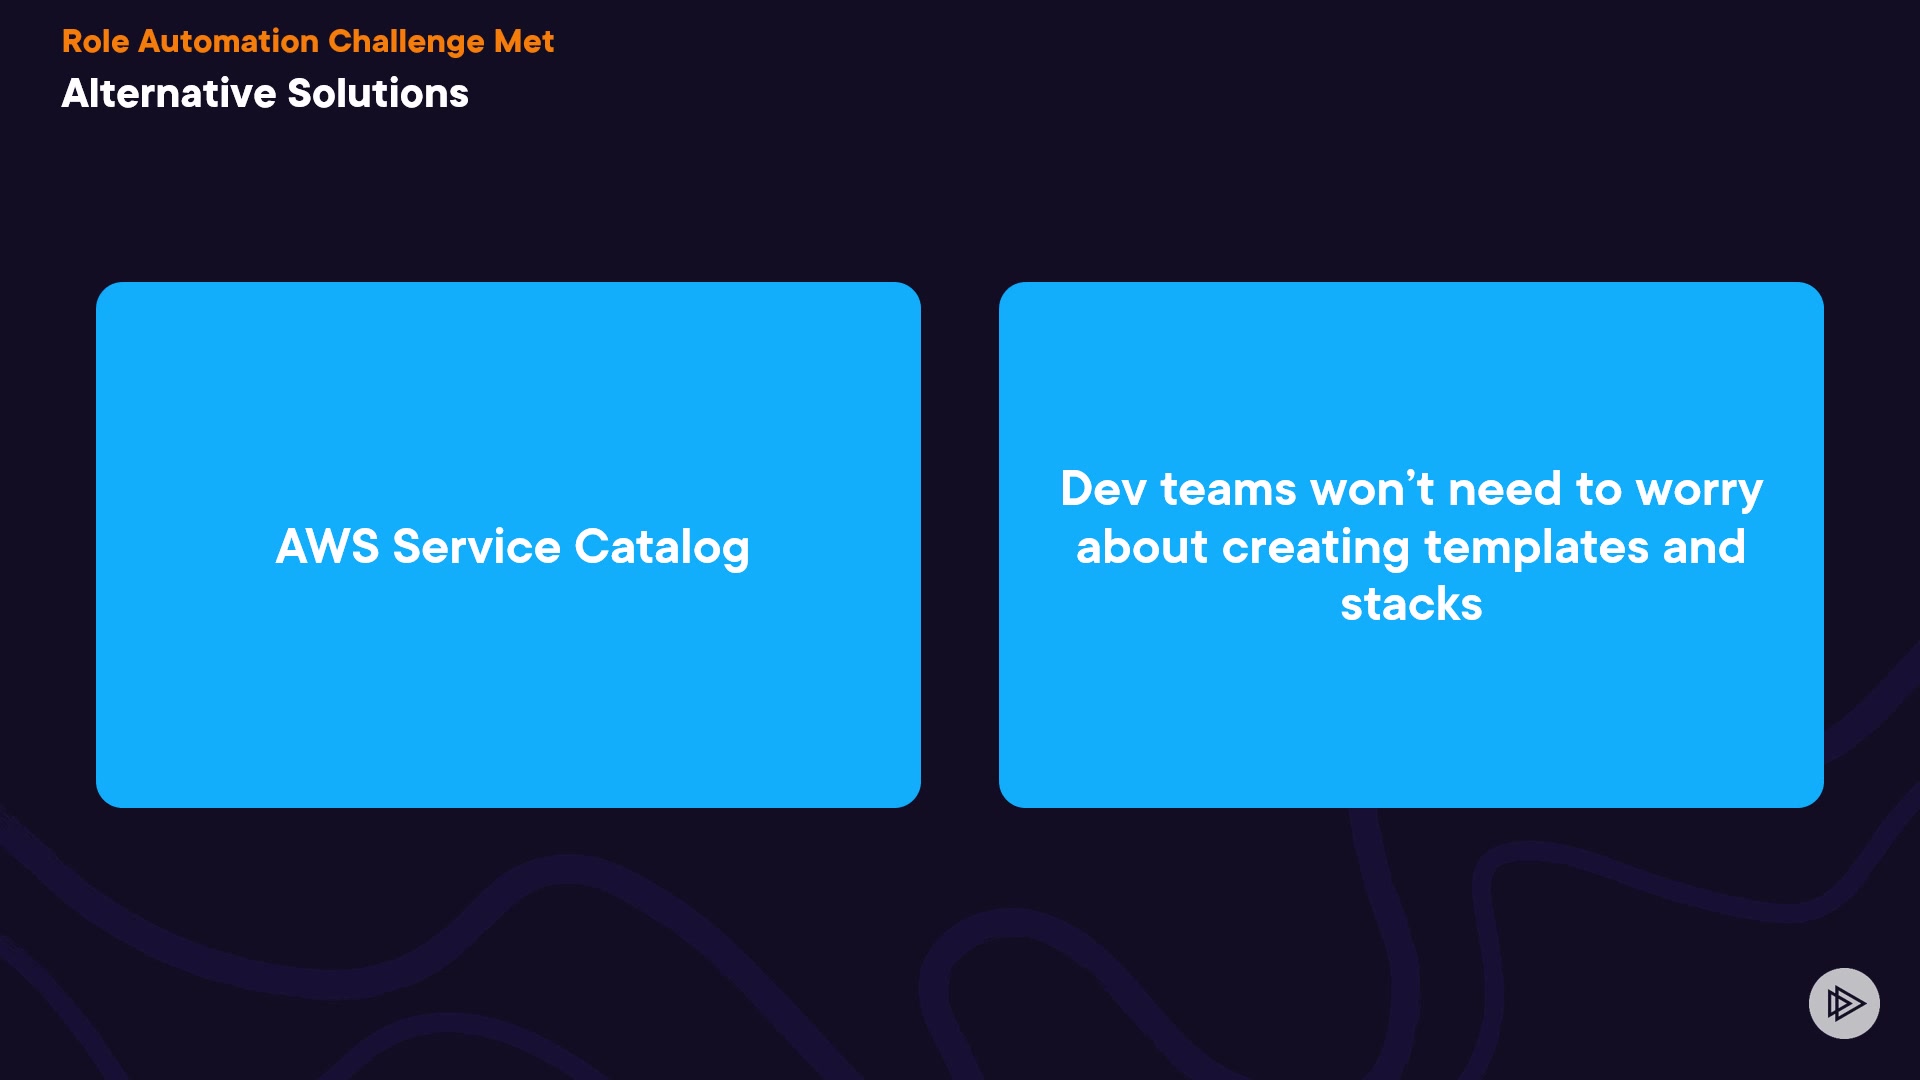 Role Automation Challenge Met
Alternative Solutions
AWS Service Catalog
Dev teams won’t need to worry
about creating templates and
stacks